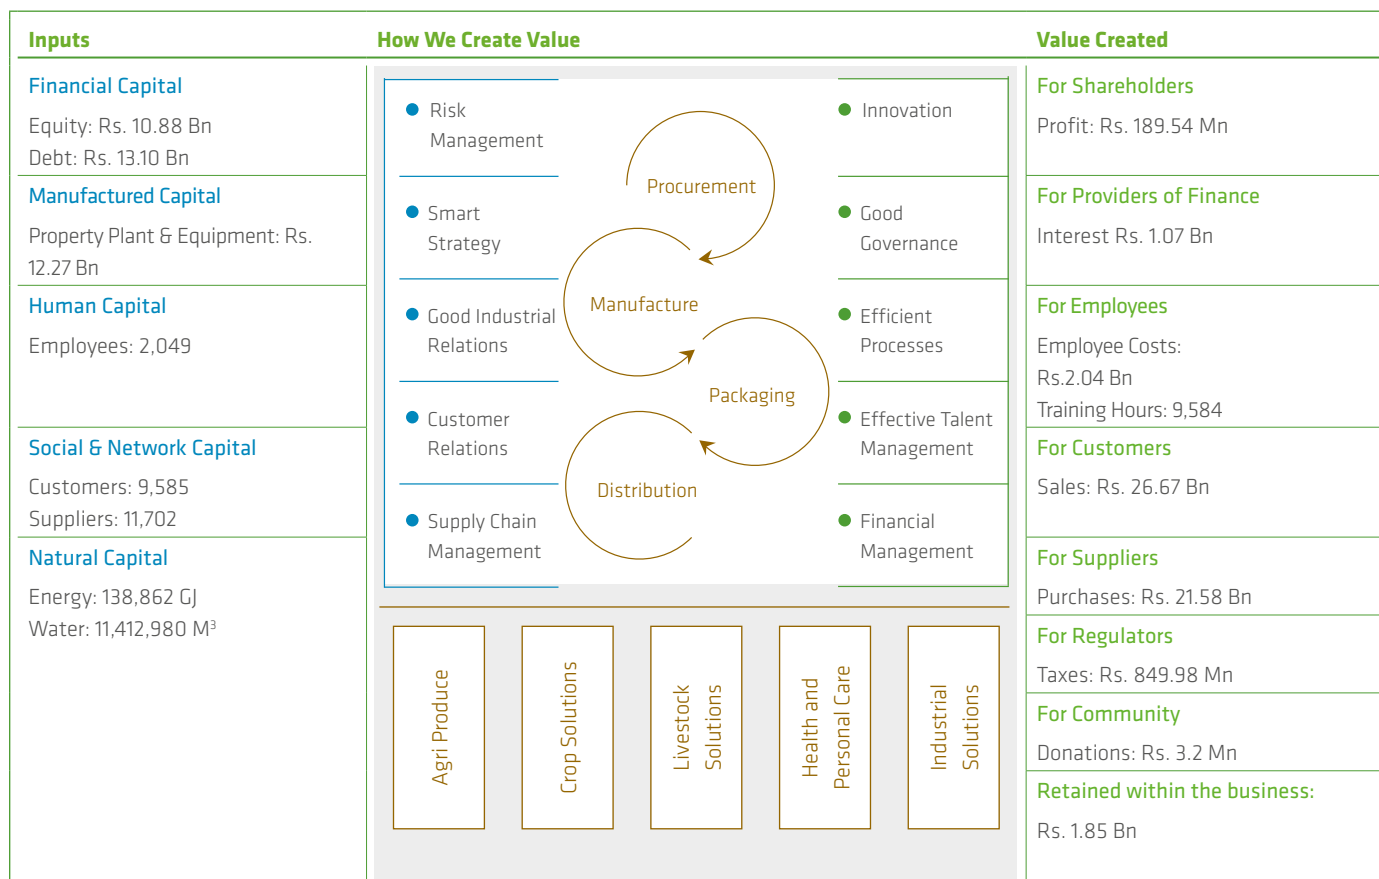 Inputs
Financial Capital
Equity: Rs. 10.88 Bn
Debt: Rs. 13.10 Bn
Manufactured Capital
Property Plant & Equipment: Rs.
12.27 Bn
Human Capital
Employees: 2,049
Social & Network Capital
Customers: 9,585
Suppliers: 11,702
Natural Capital
Energy: 138,862 GJ
Water: 11,412,980 M³
How We Create Value
Risk
Management
Smart
Strategy
Good Industrial
Relations
Customer
Relations
Supply Chain
Management
Procurement
Manufacture
Packaging
Distribution
Innovation
Good
Governance
Efficient
Processes
Effective Talent
Management
Financial
Management
Agri Produce
Crop Solutions
Livestock
Solutions
Health and
Personal Care
Industrial
Solutions
Value Created
For Shareholders
Profit: Rs. 189.54 Mn
For Providers of Finance
Interest Rs. 1.07 Bn
For Employees
Employee Costs:
Rs.2.04 Bn
Training Hours: 9,584
For Customers
Sales: Rs. 26.67 Bn
For Suppliers
Purchases: Rs. 21.58 Bn
For Regulators
Taxes: Rs. 849.98 Mn
For Community
Donations: Rs. 3.2 Mn
Retained within the business:
Rs. 1.85 Bn